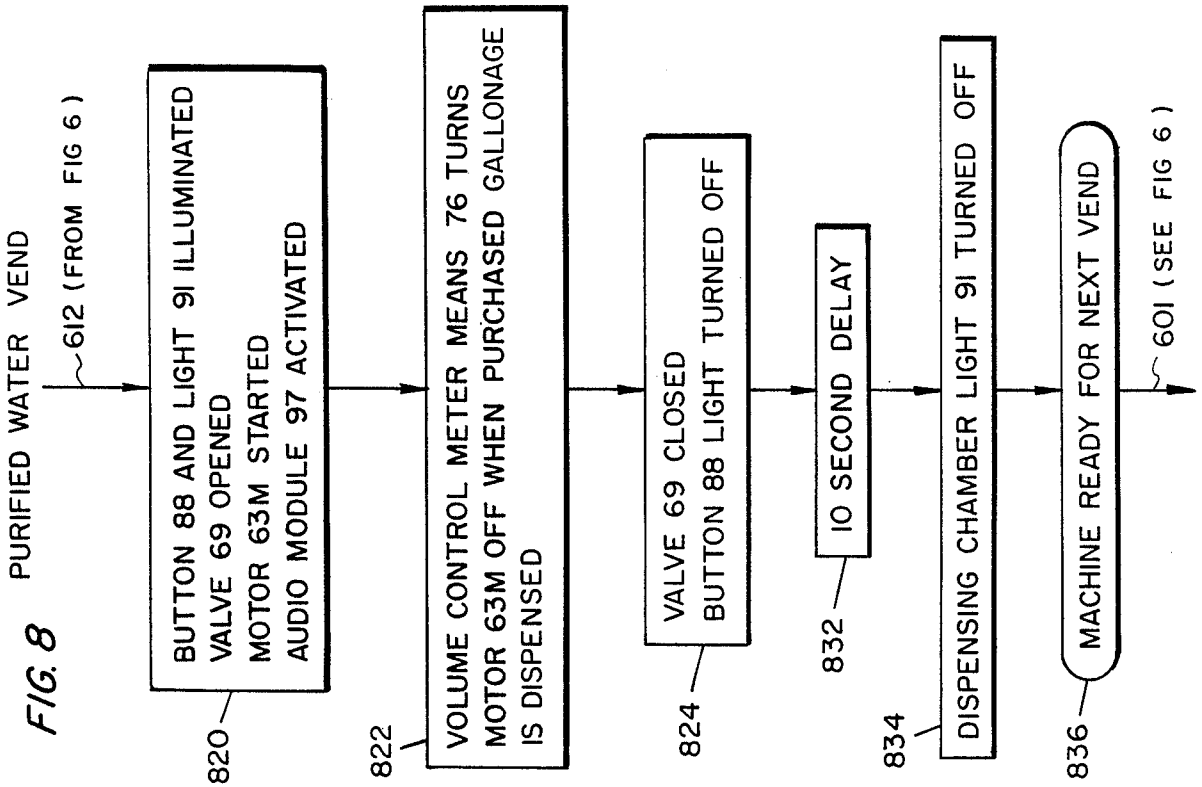 FIG. 8
PURIFIED WATER VEND
612 (FROM FIG 6)
820
BUTTON 88 AND LIGHT 91 ILLUMINATED
VALVE 69 OPENED
MOTOR 63M STARTED
AUDIO MODULE 97 ACTIVATED
822
VOLUME CONTROL METER MEANS 76 TURNS
MOTOR 63M OFF WHEN PURCHASED GALLONAGE
IS DISPENSED
824
VALVE 69 CLOSED
BUTTON 88 LIGHT TURNED OFF
832
10 SECOND DELAY
834
DISPENSING CHAMBER LIGHT 91 TURNED OFF
836
MACHINE READY FOR NEXT VEND
601 (SEE FIG 6)